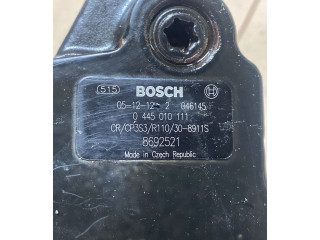 515 BOSCH
05-12-12 2 046145
0 445 010 111
CR/CP3S3/R110/30-8911S
8692521
Made in Czech Republic